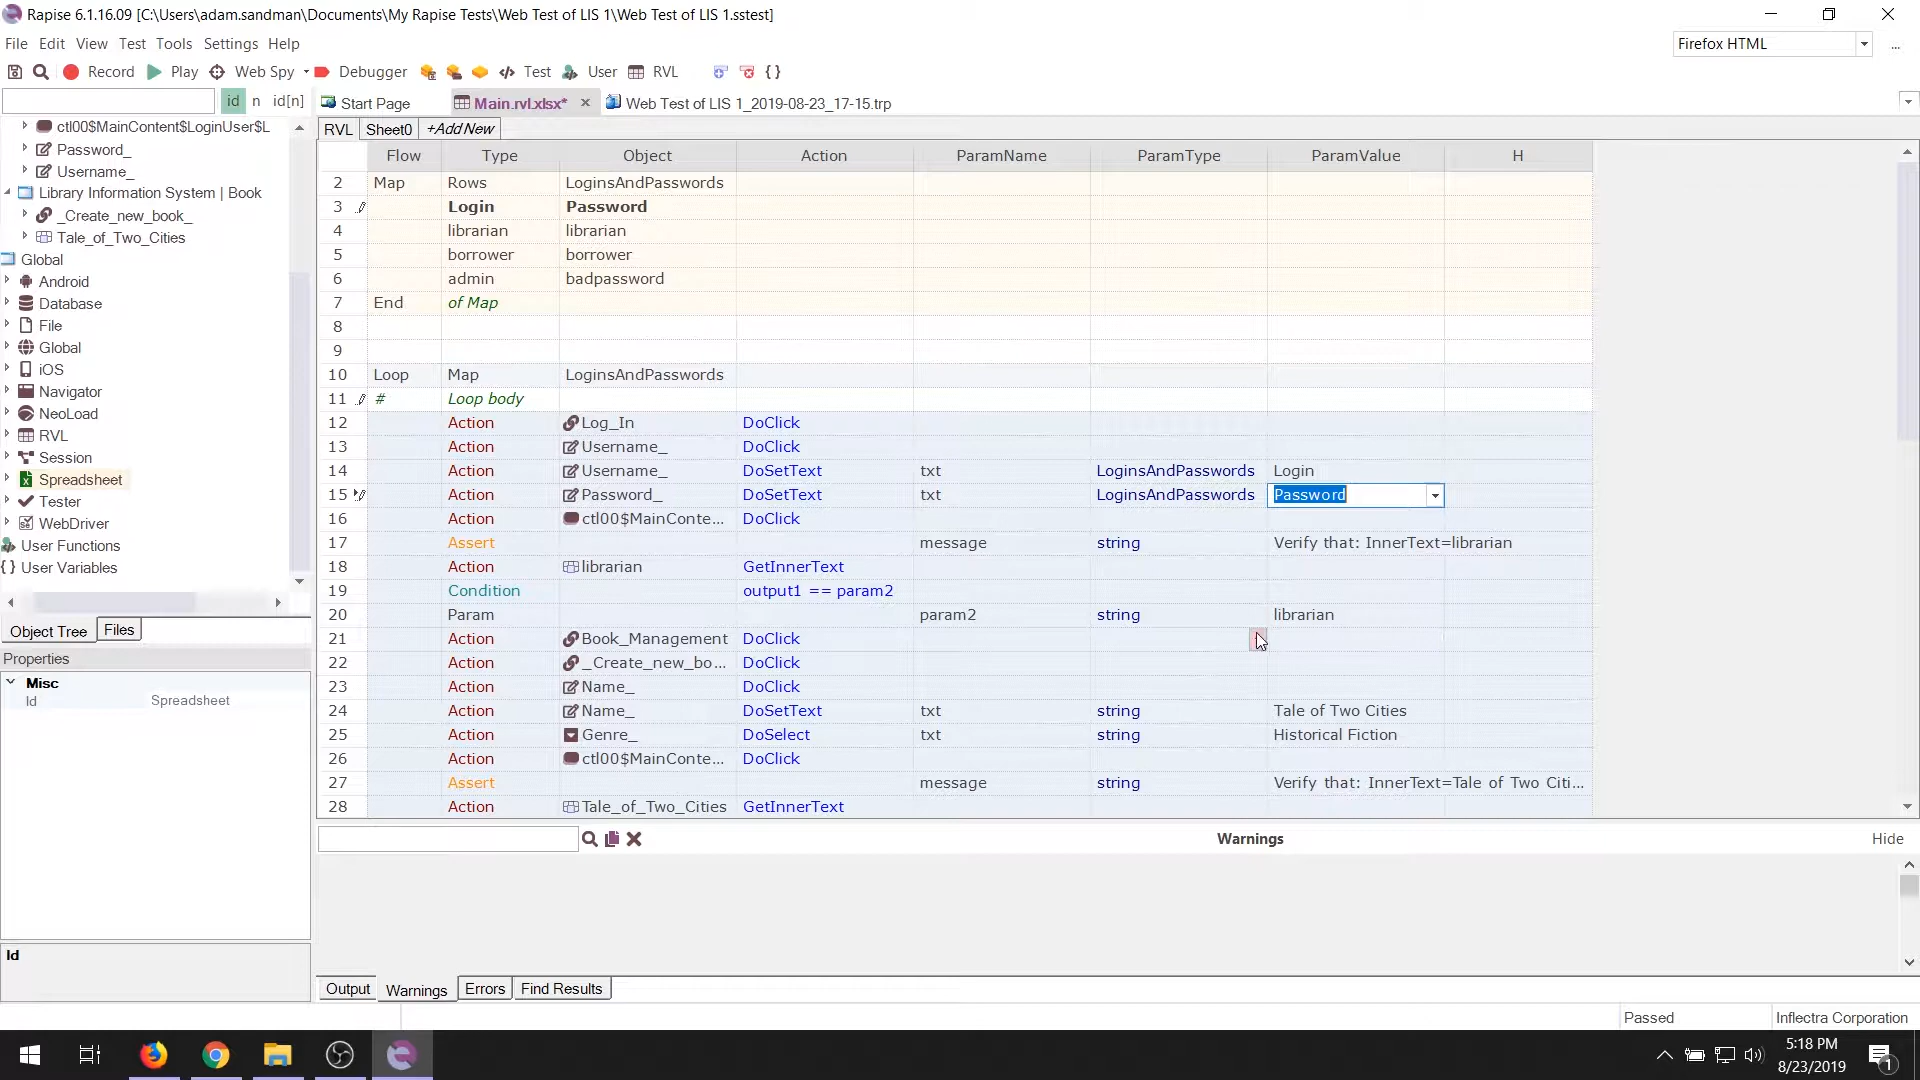 Rapise 6.1.16.09 [C:\Users\adam.sandman\Documents\My Rapise Tests\Web Test of LIS 1\Web Test of LIS 1.sstest]
File Edit View Test Tools Settings Help
Firefox HTML ...
Record Play Web Spy Debugger Test User RVL { }
id n id[n] Start Page Main.rvl.xlsx* Web Test of LIS 1_2019-08-23_17-15.trp
ctl00$MainContent$LoginUser$L
Password_
Username_
Library Information System | Book
_Create_new_book_
Tale_of_Two_Cities
Global
Android
Database
File
Global
iOS
Navigator
NeoLoad
RVL
Session
Spreadsheet
Tester
WebDriver
User Functions
{ } User Variables
Object Tree Files
Properties
Misc
Id Spreadsheet
Id
RVL Sheet0 +Add New
Flow Type Object Action ParamName ParamType ParamValue H
2 Map Rows LoginsAndPasswords
3 Login Password
4 librarian librarian
5 borrower borrower
6 admin badpassword
7 End of Map
8
9
10 Loop Map LoginsAndPasswords
11 # Loop body
12 Action Log_In DoClick
13 Action Username_ DoClick
14 Action Username_ DoSetText txt LoginsAndPasswords Login
15 Action Password_ DoSetText txt LoginsAndPasswords Password
16 Action ctl00$MainConte... DoClick
17 Assert message string Verify that: InnerText=librarian
18 Action librarian GetInnerText
19 Condition output1 == param2
20 Param param2 string librarian
21 Action Book_Management DoClick
22 Action _Create_new_bo... DoClick
23 Action Name_ DoClick
24 Action Name_ DoSetText txt string Tale of Two Cities
25 Action Genre_ DoSelect txt string Historical Fiction
26 Action ctl00$MainConte... DoClick
27 Assert message string Verify that: InnerText=Tale of Two Citi...
28 Action Tale_of_Two_Cities GetInnerText
Warnings Hide
Output Warnings Errors Find Results
Passed Inflectra Corporation
5:18 PM
8/23/2019
1